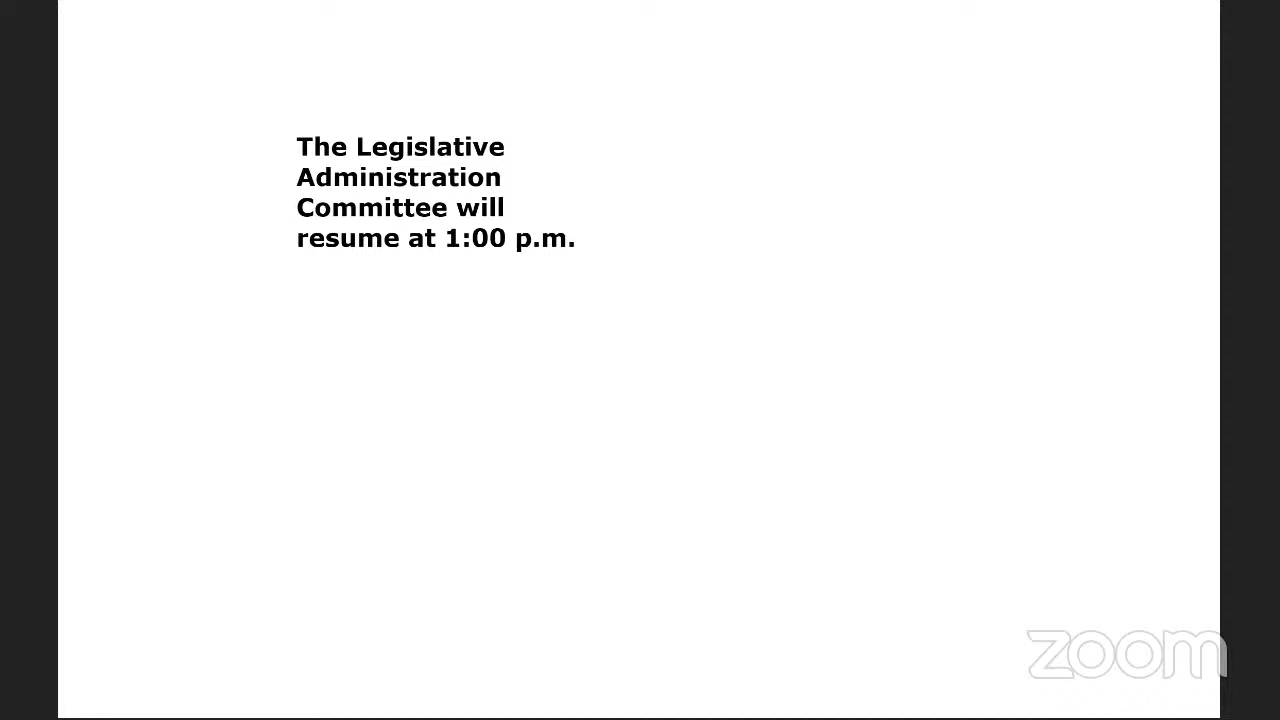 The Legislative
Administration
Committee will
resume at 1:00 p.m.
zoom